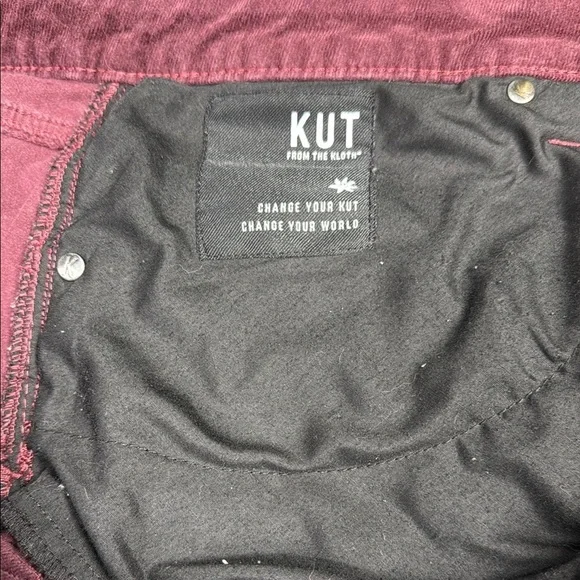 KUT
FROM THE KLOTH®
CHANGE YOUR KUT
CHANGE YOUR WORLD
K